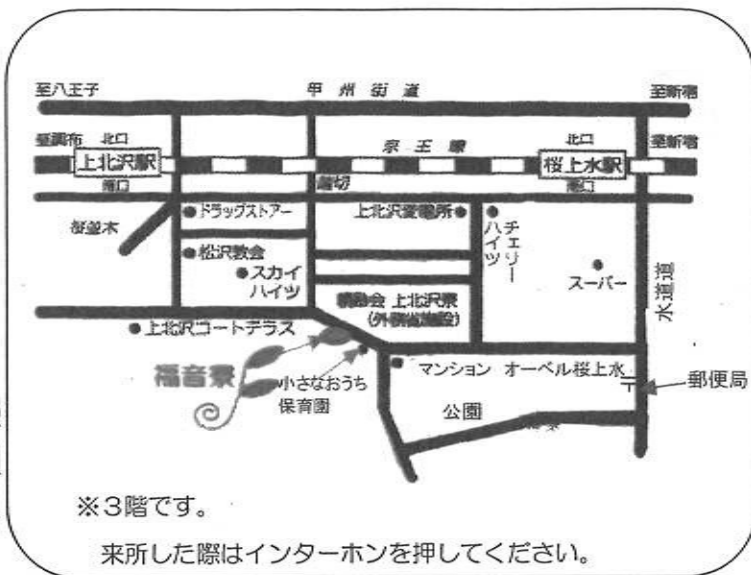 至八王子
甲州街道
至新宿
至調布
北口
京王線
北口
至新宿
上北沢駅
桜上水駅
南口
踏切
南口
桜並木
ドラッグストアー
上北沢変電所
チェリー
ハイツ
松沢教会
スカイ
ハイツ
スーパー
水道道
上北沢寮
(外務省施設)
上北沢コートテラス
福音寮
小さなおうち
保育園
マンション オーベル桜上水
〒
郵便局
公園
※3階です。
来所した際はインターホンを押してください。